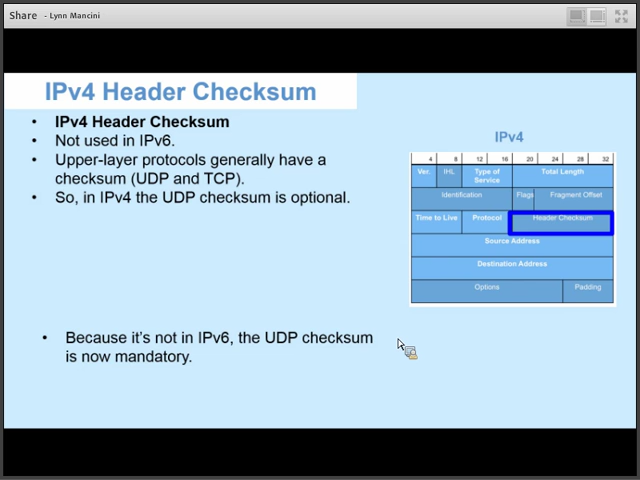 Share - Lynn Mancini
IPv4 Header Checksum
• IPv4 Header Checksum
• Not used in IPv6.
• Upper-layer protocols generally have a
checksum (UDP and TCP).
• So, in IPv4 the UDP checksum is optional.
IPv4
4 8 12 16 20 24 28 32
Ver. IHL Type of Service Total Length
Identification Flags Fragment Offset
Time to Live Protocol Header Checksum
Source Address
Destination Address
Options Padding
• Because it's not in IPv6, the UDP checksum
is now mandatory.